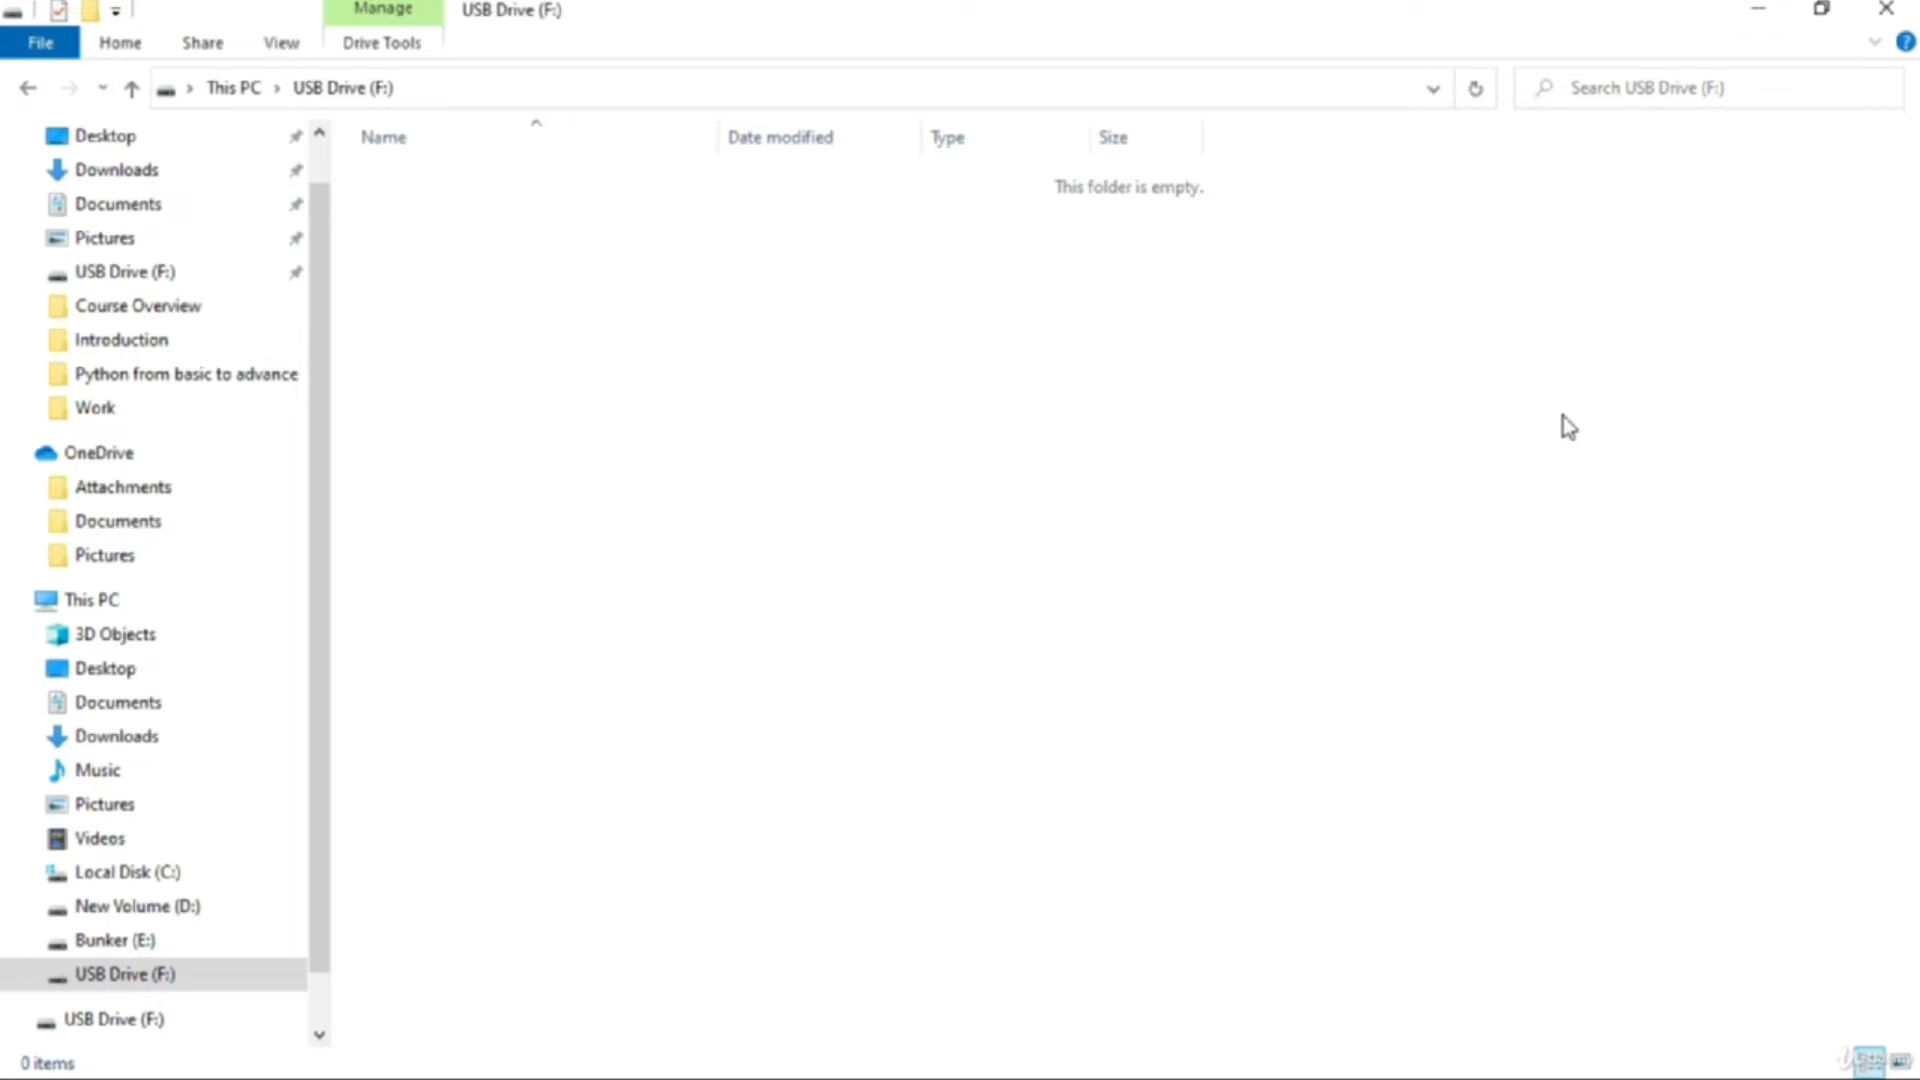 Manage USB Drive (F:)
File Home Share View Drive Tools
This PC USB Drive (F:) Search USB Drive (F:)
Name Date modified Type Size
This folder is empty.
Desktop
Downloads
Documents
Pictures
USB Drive (F:)
Course Overview
Introduction
Python from basic to advance
Work
OneDrive
Attachments
Documents
Pictures
This PC
3D Objects
Desktop
Documents
Downloads
Music
Pictures
Videos
Local Disk (C:)
New Volume (D:)
Bunker (E:)
USB Drive (F:)
USB Drive (F:)
0 items